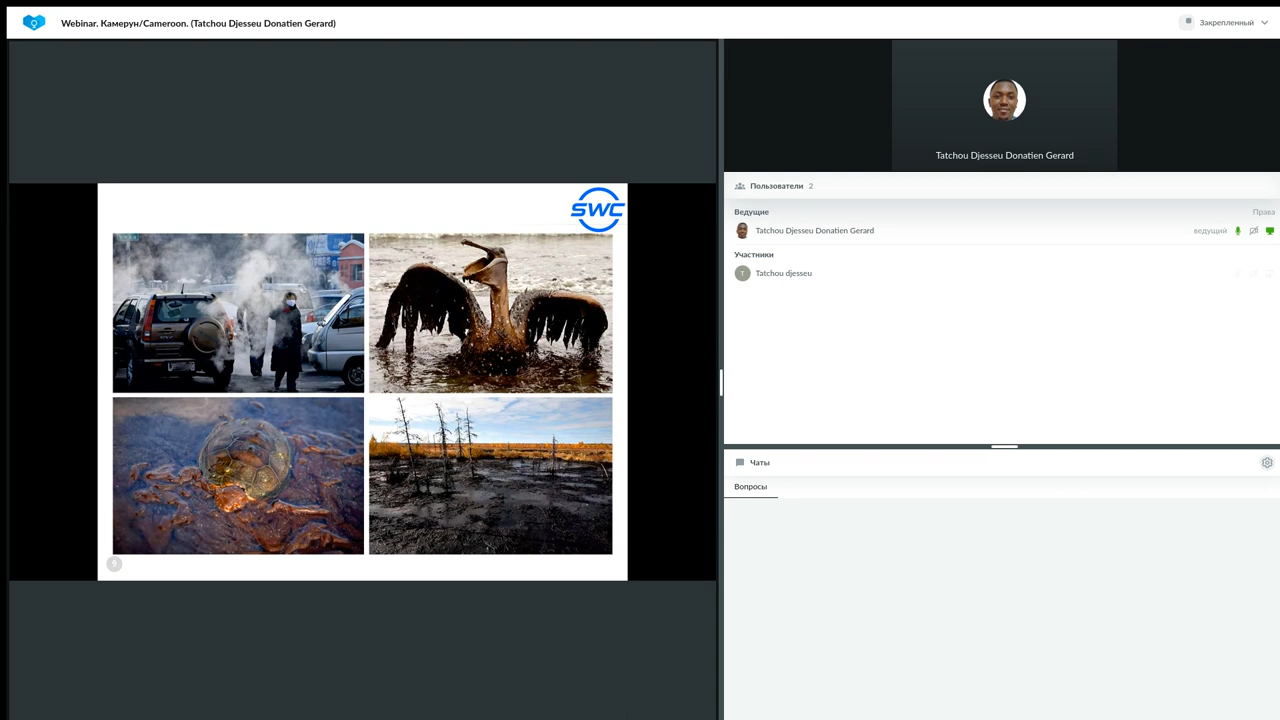 Webinar. Камерун/Cameroon. (Tatchou Djesseu Donatien Gerard)
Закрепленный
SWC
9
Tatchou Djesseu Donatien Gerard
Пользователи 2
Ведущие Права
Tatchou Djesseu Donatien Gerard ведущий
Участники
T Tatchou djesseu
Чаты
Вопросы